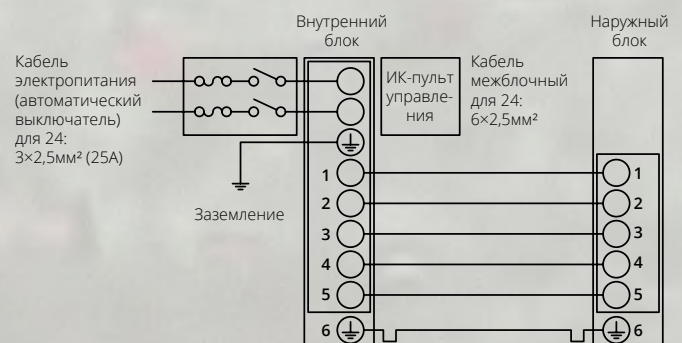 Внутренний
блок
Наружный
блок
Кабель
электропитания
(автоматический
выключатель)
для 24:
3×2,5мм² (25А)
ИК-пульт
управле-
ния
Кабель
межблочный
для 24:
6×2,5мм²
Заземление
1
2
3
4
5
6
1
2
3
4
5
6